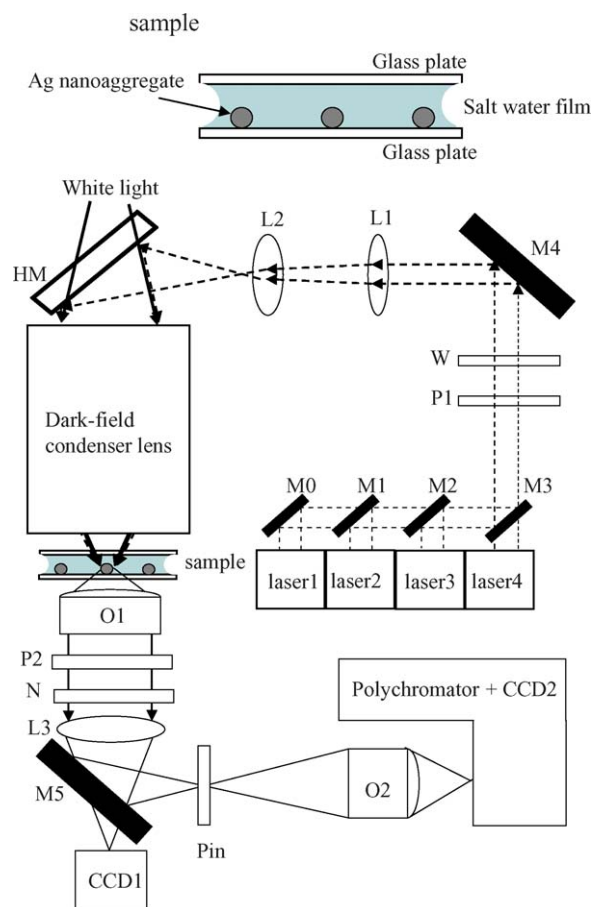 sample
Glass plate
Ag nanoaggregate
Salt water film
Glass plate
White light
L2
L1
M4
HM
W
P1
Dark-field
condenser lens
M0
M1
M2
M3
sample
laser1
laser2
laser3
laser4
O1
P2
N
Polychromator + CCD2
L3
M5
O2
Pin
CCD1